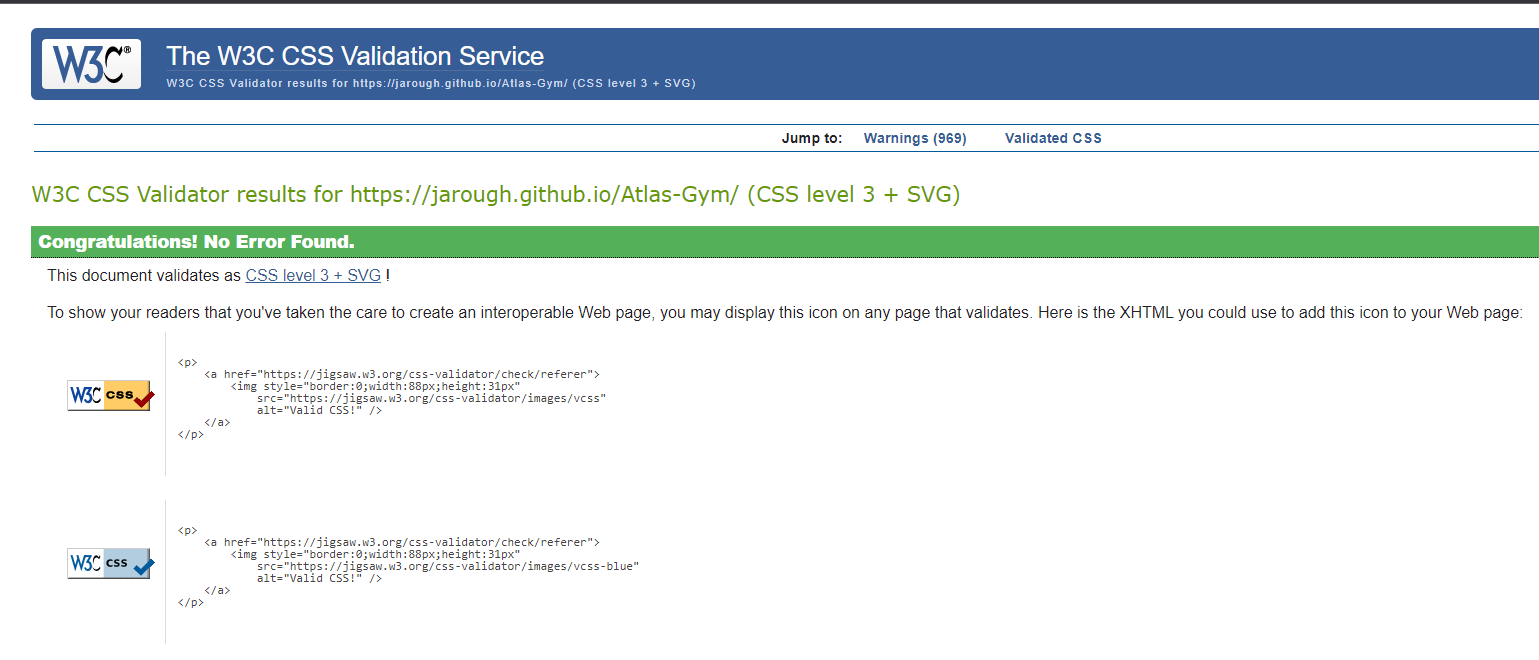 W3C®
The W3C CSS Validation Service
W3C CSS Validator results for https://jarough.github.io/Atlas-Gym/ (CSS level 3 + SVG)
Jump to: Warnings (969) Validated CSS
W3C CSS Validator results for https://jarough.github.io/Atlas-Gym/ (CSS level 3 + SVG)
Congratulations! No Error Found.
This document validates as CSS level 3 + SVG !
To show your readers that you've taken the care to create an interoperable Web page, you may display this icon on any page that validates. Here is the XHTML you could use to add this icon to your Web page:
W3C css
<p>
    <a href="https://jigsaw.w3.org/css-validator/check/referer">
        <img style="border:0;width:88px;height:31px"
            src="https://jigsaw.w3.org/css-validator/images/vcss"
            alt="Valid CSS!" />
    </a>
</p>
W3C css
<p>
    <a href="https://jigsaw.w3.org/css-validator/check/referer">
        <img style="border:0;width:88px;height:31px"
            src="https://jigsaw.w3.org/css-validator/images/vcss-blue"
            alt="Valid CSS!" />
    </a>
</p>